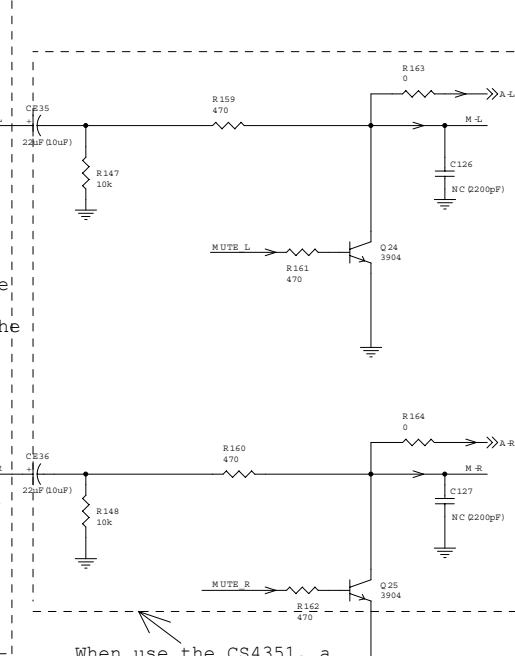 R163
0
A-L
CE35
+
22uF(10uF)
R159
470
M-L
R147
10k
C126
NC(2200pF)
MUTE_L
R161
470
Q24
3904
e
he
R164
0
A-R
CE36
+
22uF(10uF)
R160
470
M-R
R148
10k
C127
NC(2200pF)
MUTE_R
R162
470
Q25
3904
When use the CS4351, a